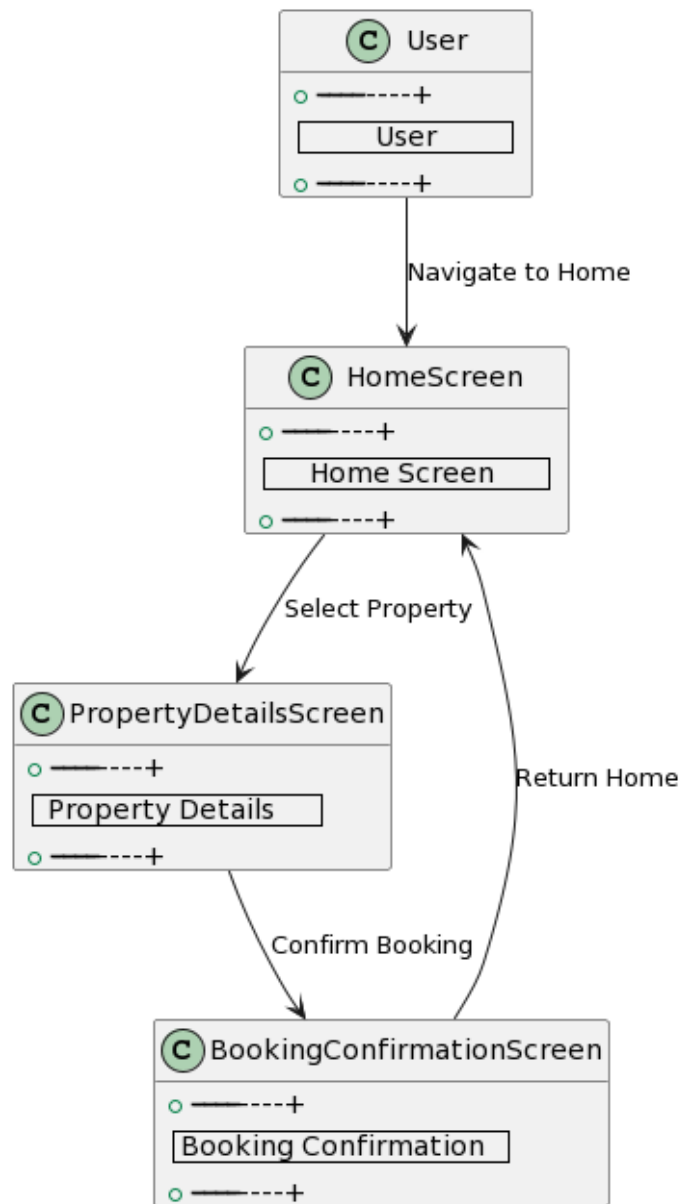 C User
+
User
+
Navigate to Home
C HomeScreen
----+
Home Screen
----+
Select Property
C PropertyDetailsScreen
----+
Property Details
----+
Return Home
Confirm Booking
C BookingConfirmationScreen
----+
Booking Confirmation
----+